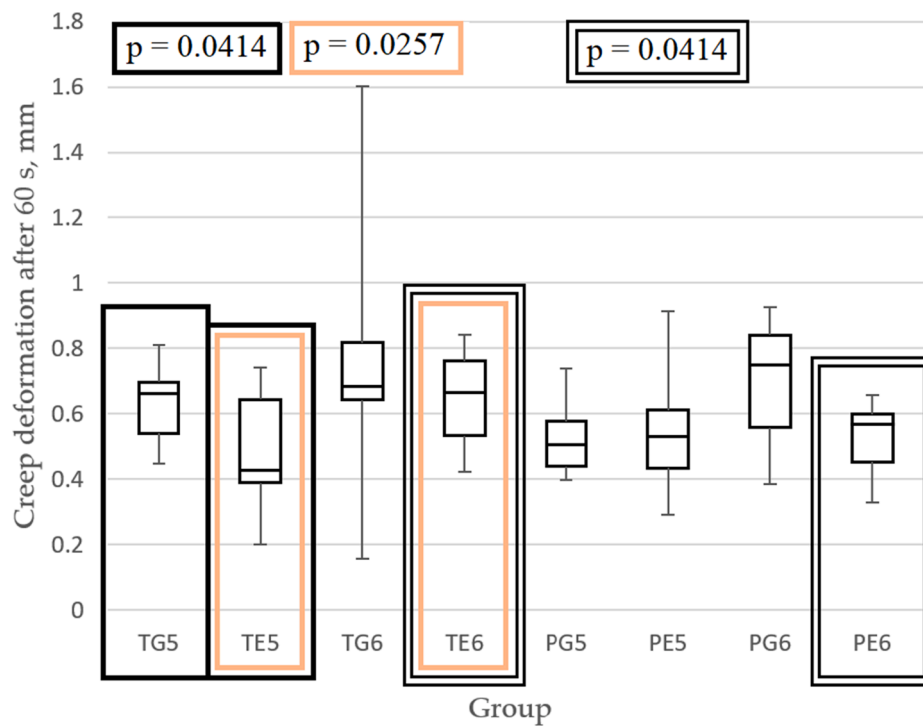 1.8
p = 0.0414
p = 0.0257
p = 0.0414
1.6
1.4
1.2
1
0.8
0.6
0.4
0.2
0
Creep deformation after 60 s, mm
TG5 TE5 TG6 TE6 PG5 PE5 PG6 PE6
Group